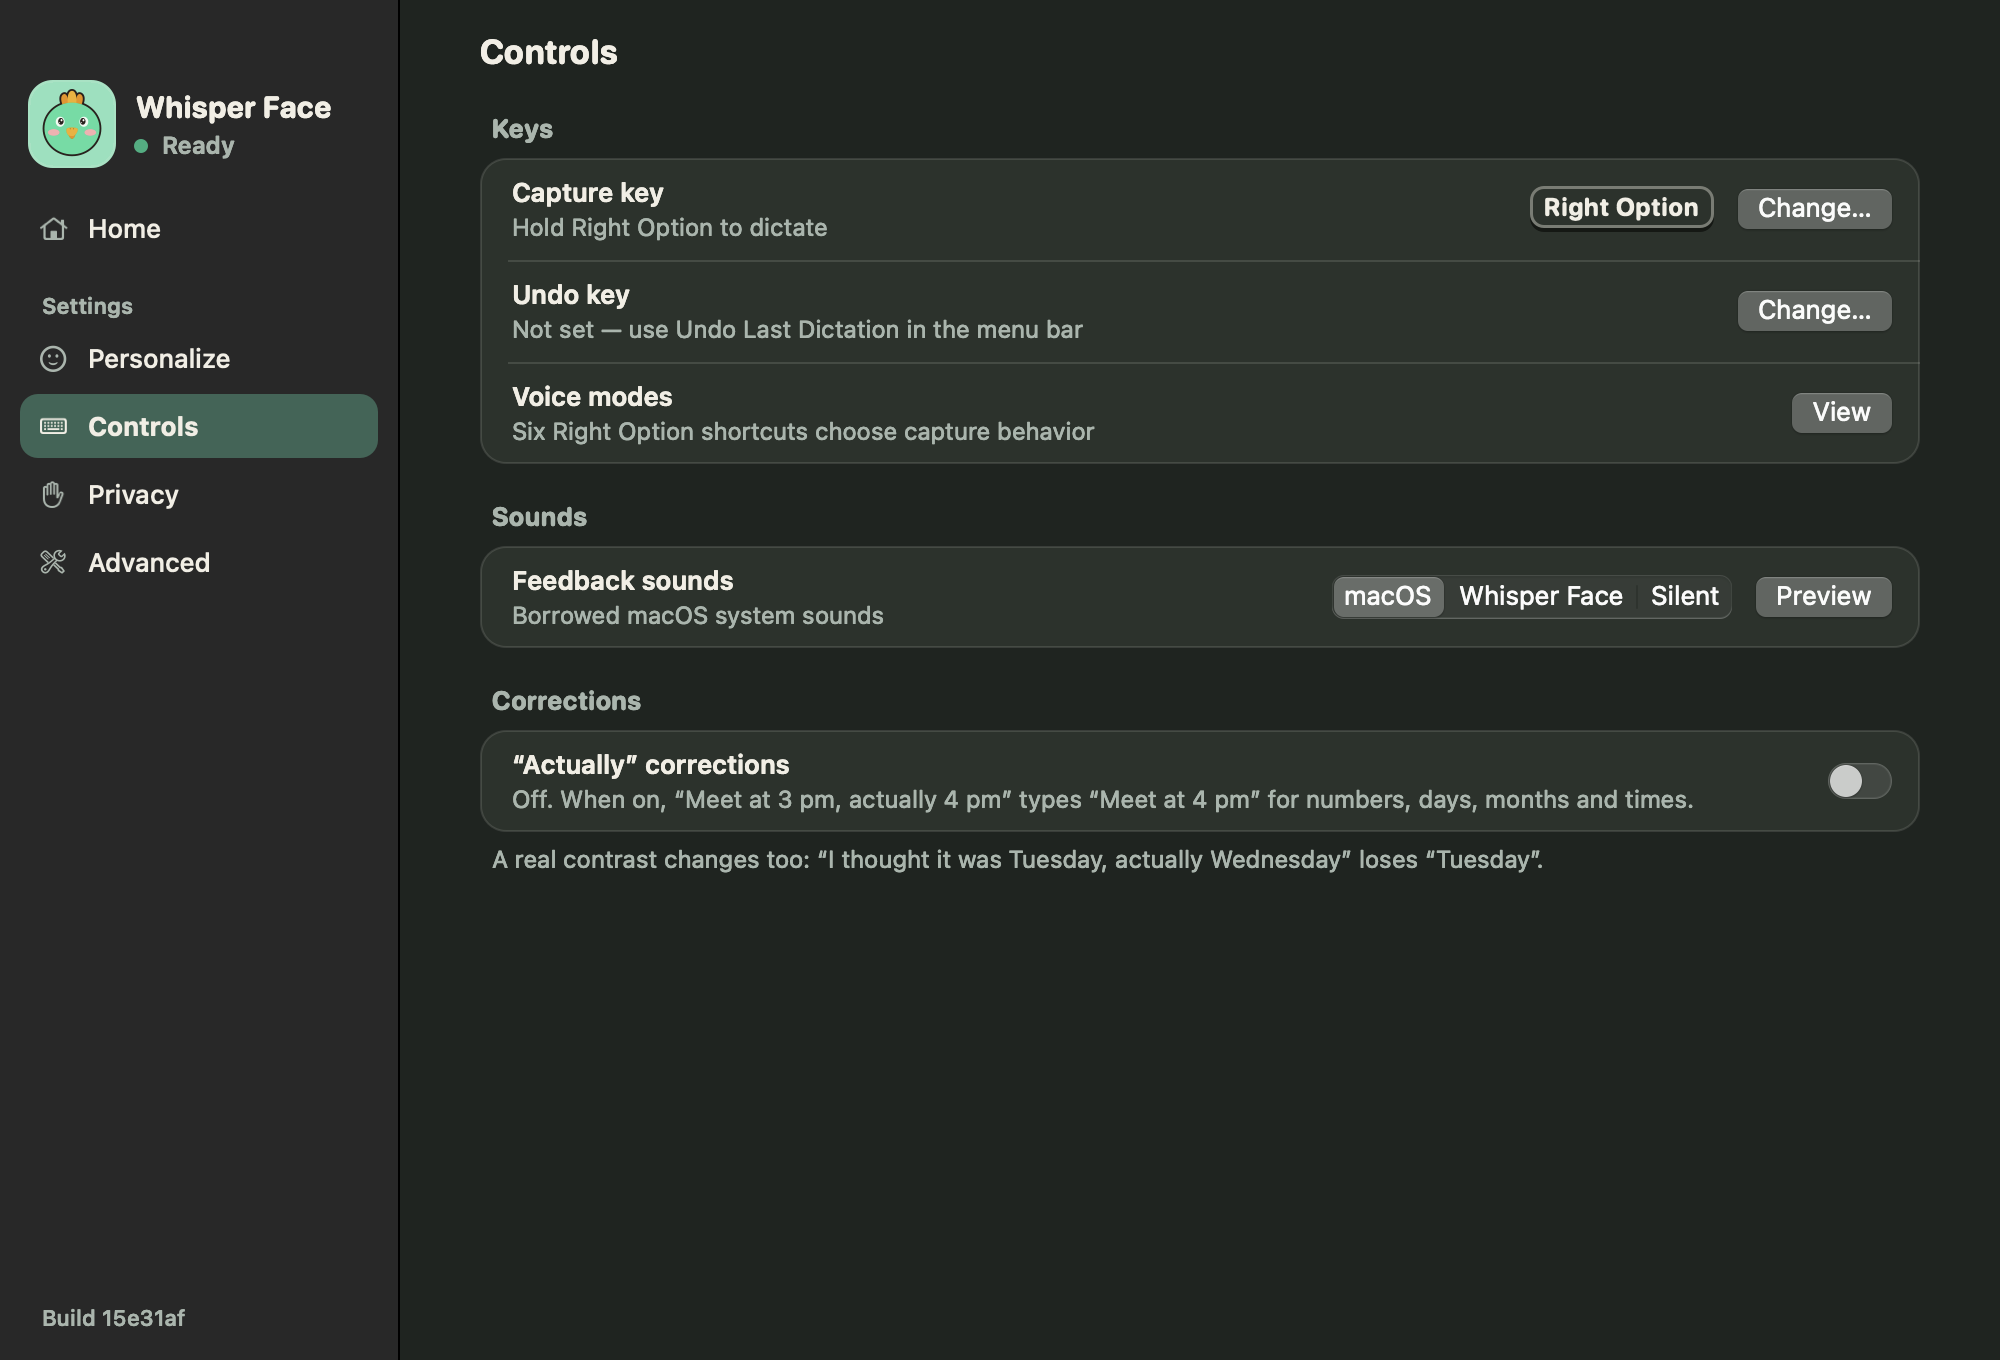 Whisper Face
Ready
Home
Settings
Personalize
Controls
Privacy
Advanced
Build 15e31af
Controls
Keys
Capture key
Hold Right Option to dictate
Right Option
Change...
Undo key
Not set — use Undo Last Dictation in the menu bar
Change...
Voice modes
Six Right Option shortcuts choose capture behavior
View
Sounds
Feedback sounds
Borrowed macOS system sounds
macOS Whisper Face Silent
Preview
Corrections
“Actually” corrections
Off. When on, “Meet at 3 pm, actually 4 pm” types “Meet at 4 pm” for numbers, days, months and times.
A real contrast changes too: “I thought it was Tuesday, actually Wednesday” loses “Tuesday”.